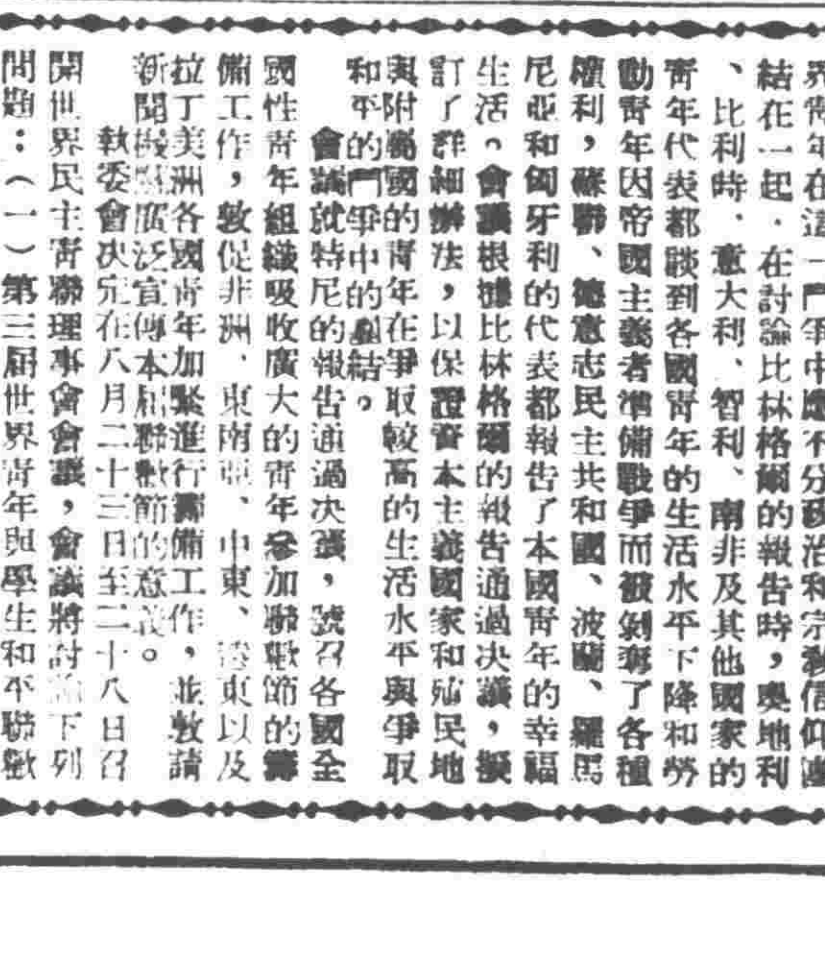 界青年在這一鬥爭中應不分政治和宗教信仰團
結在一起。在討論比林格爾的報告時，奧地利
、比利時、意大利、智利、南非及其他國家的
青年代表都談到各國青年的生活水平下降和勞
動青年因帝國主義者準備戰爭而被剝奪了各種
權利，蘇聯、德意志民主共和國、波蘭、羅馬
尼亞和匈牙利的代表都報告了本國青年的幸福
生活。會議根據比林格爾的報告通過决議，擬
訂了詳細辦法，以保證資本主義國家和殖民地
與附屬國的青年在爭取較高的生活水平與爭取
和平的鬥爭中的團結。
會議就特尼的報告通過决議，號召各國全
國性青年組織吸收廣大的青年參加聯歡節的籌
備工作，敦促非洲、東南亞、中東、近東以及
拉丁美洲各國青年加緊進行籌備工作，並敦請
新聞機關廣泛宣傳本屆聯歡節的意義。
執委會决定在八月二十三日至二十八日召
開世界民主青聯理事會會議，會議將討論下列
問題：（一）第三屆世界青年與學生和平聯歡